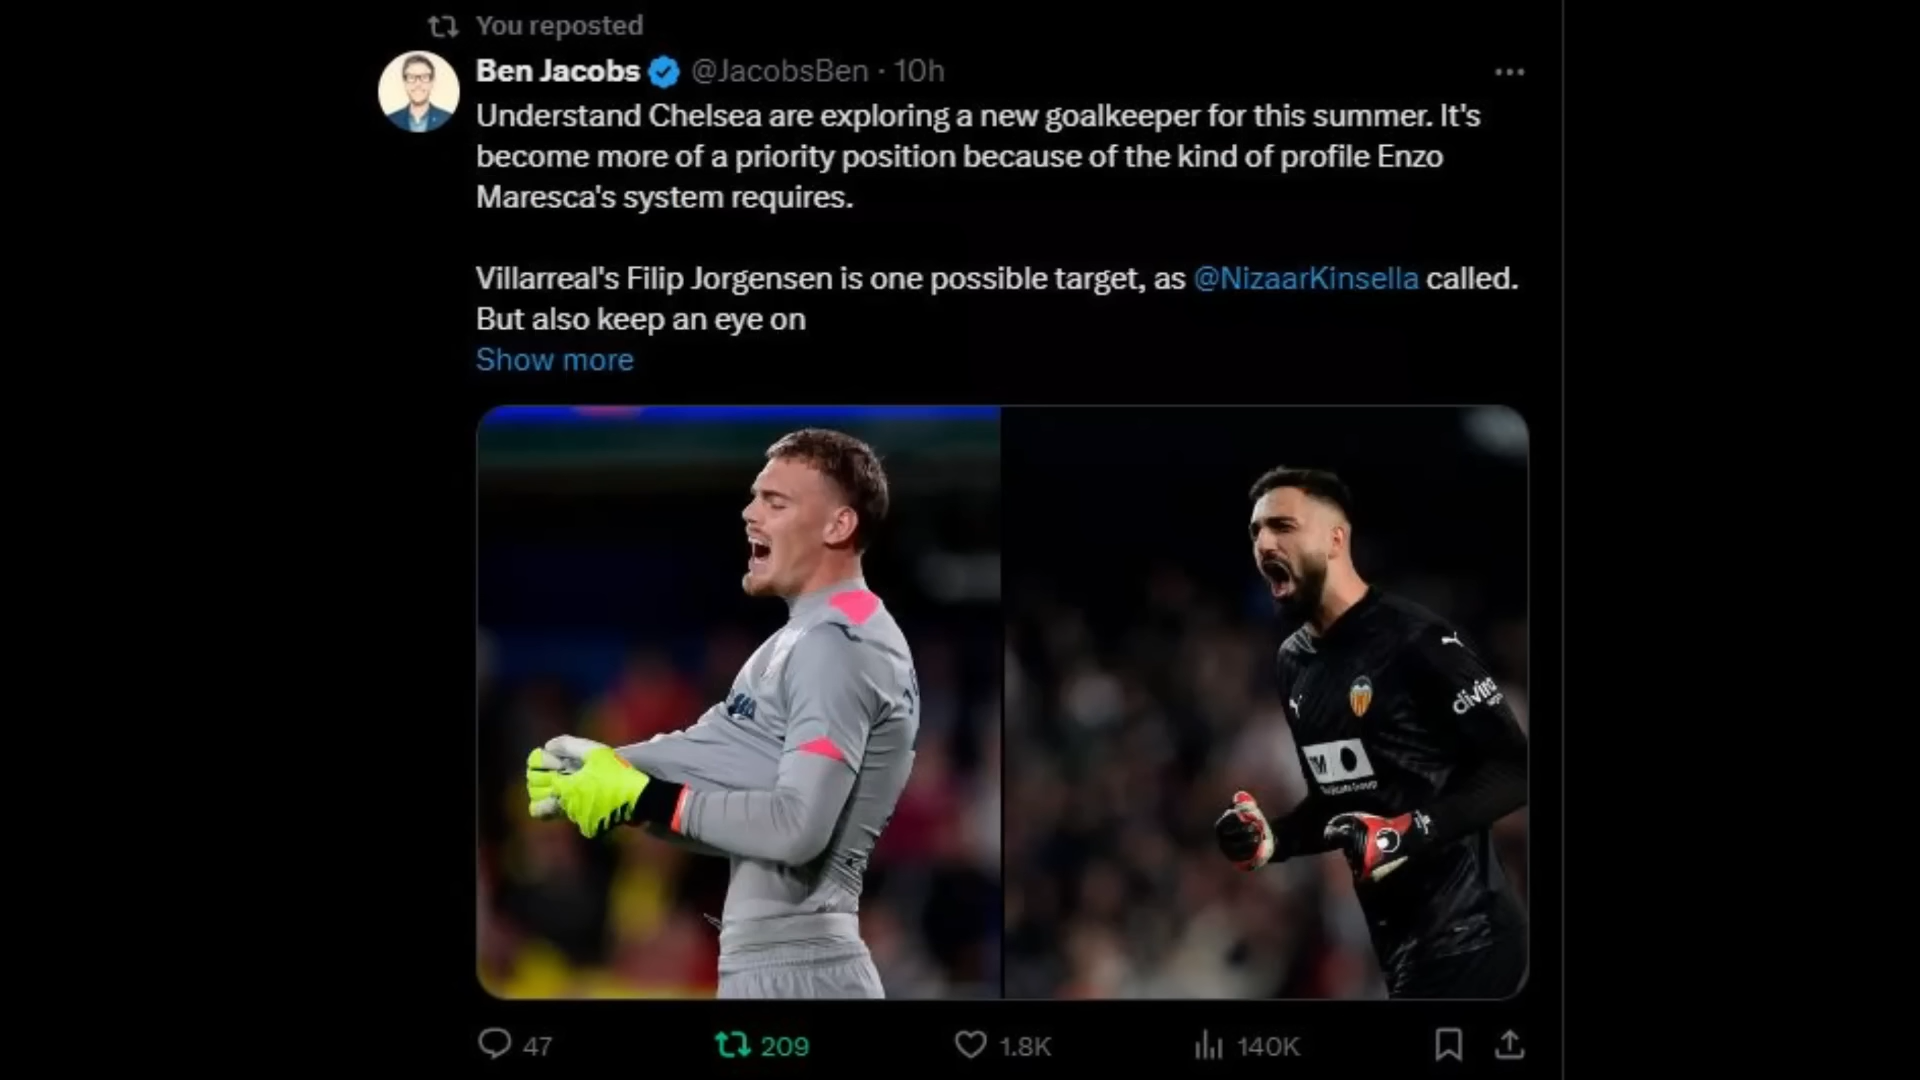 You reposted
Ben Jacobs @JacobsBen · 10h
Understand Chelsea are exploring a new goalkeeper for this summer. It's
become more of a priority position because of the kind of profile Enzo
Maresca's system requires.
Villarreal's Filip Jorgensen is one possible target, as @NizaarKinsella called.
But also keep an eye on
Show more
divina
47 209 1.8K 140K